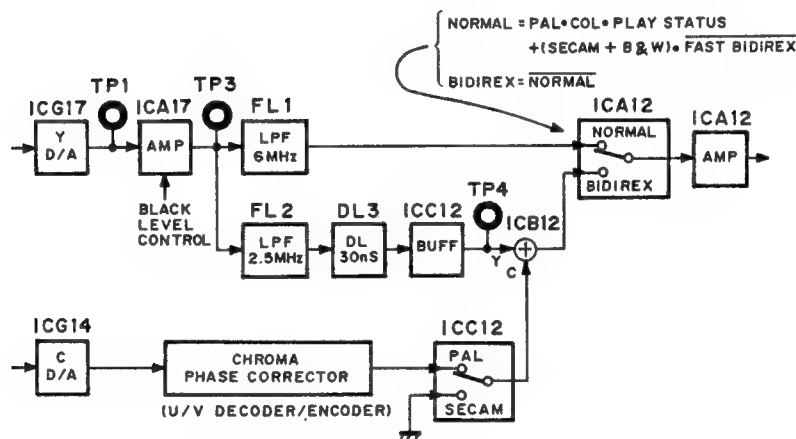 NORMAL = PAL•COL•PLAY STATUS
+(SECAM + B&W)•FAST BIDIREX
BIDIREX=NORMAL
TP1
TP3
ICG17
ICA17
FL1
ICA12
ICA12
Y
D/A
AMP
LPF
6MHz
NORMAL
BIDIREX
AMP
BLACK
LEVEL
CONTROL
FL2
DL3
ICC12
TP4
ICB12
LPF
2.5MHz
DL
30nS
BUFF
Y
C
ICG14
ICC12
C
D/A
CHROMA
PHASE CORRECTOR
(U/V DECODER/ENCODER)
PAL
SECAM